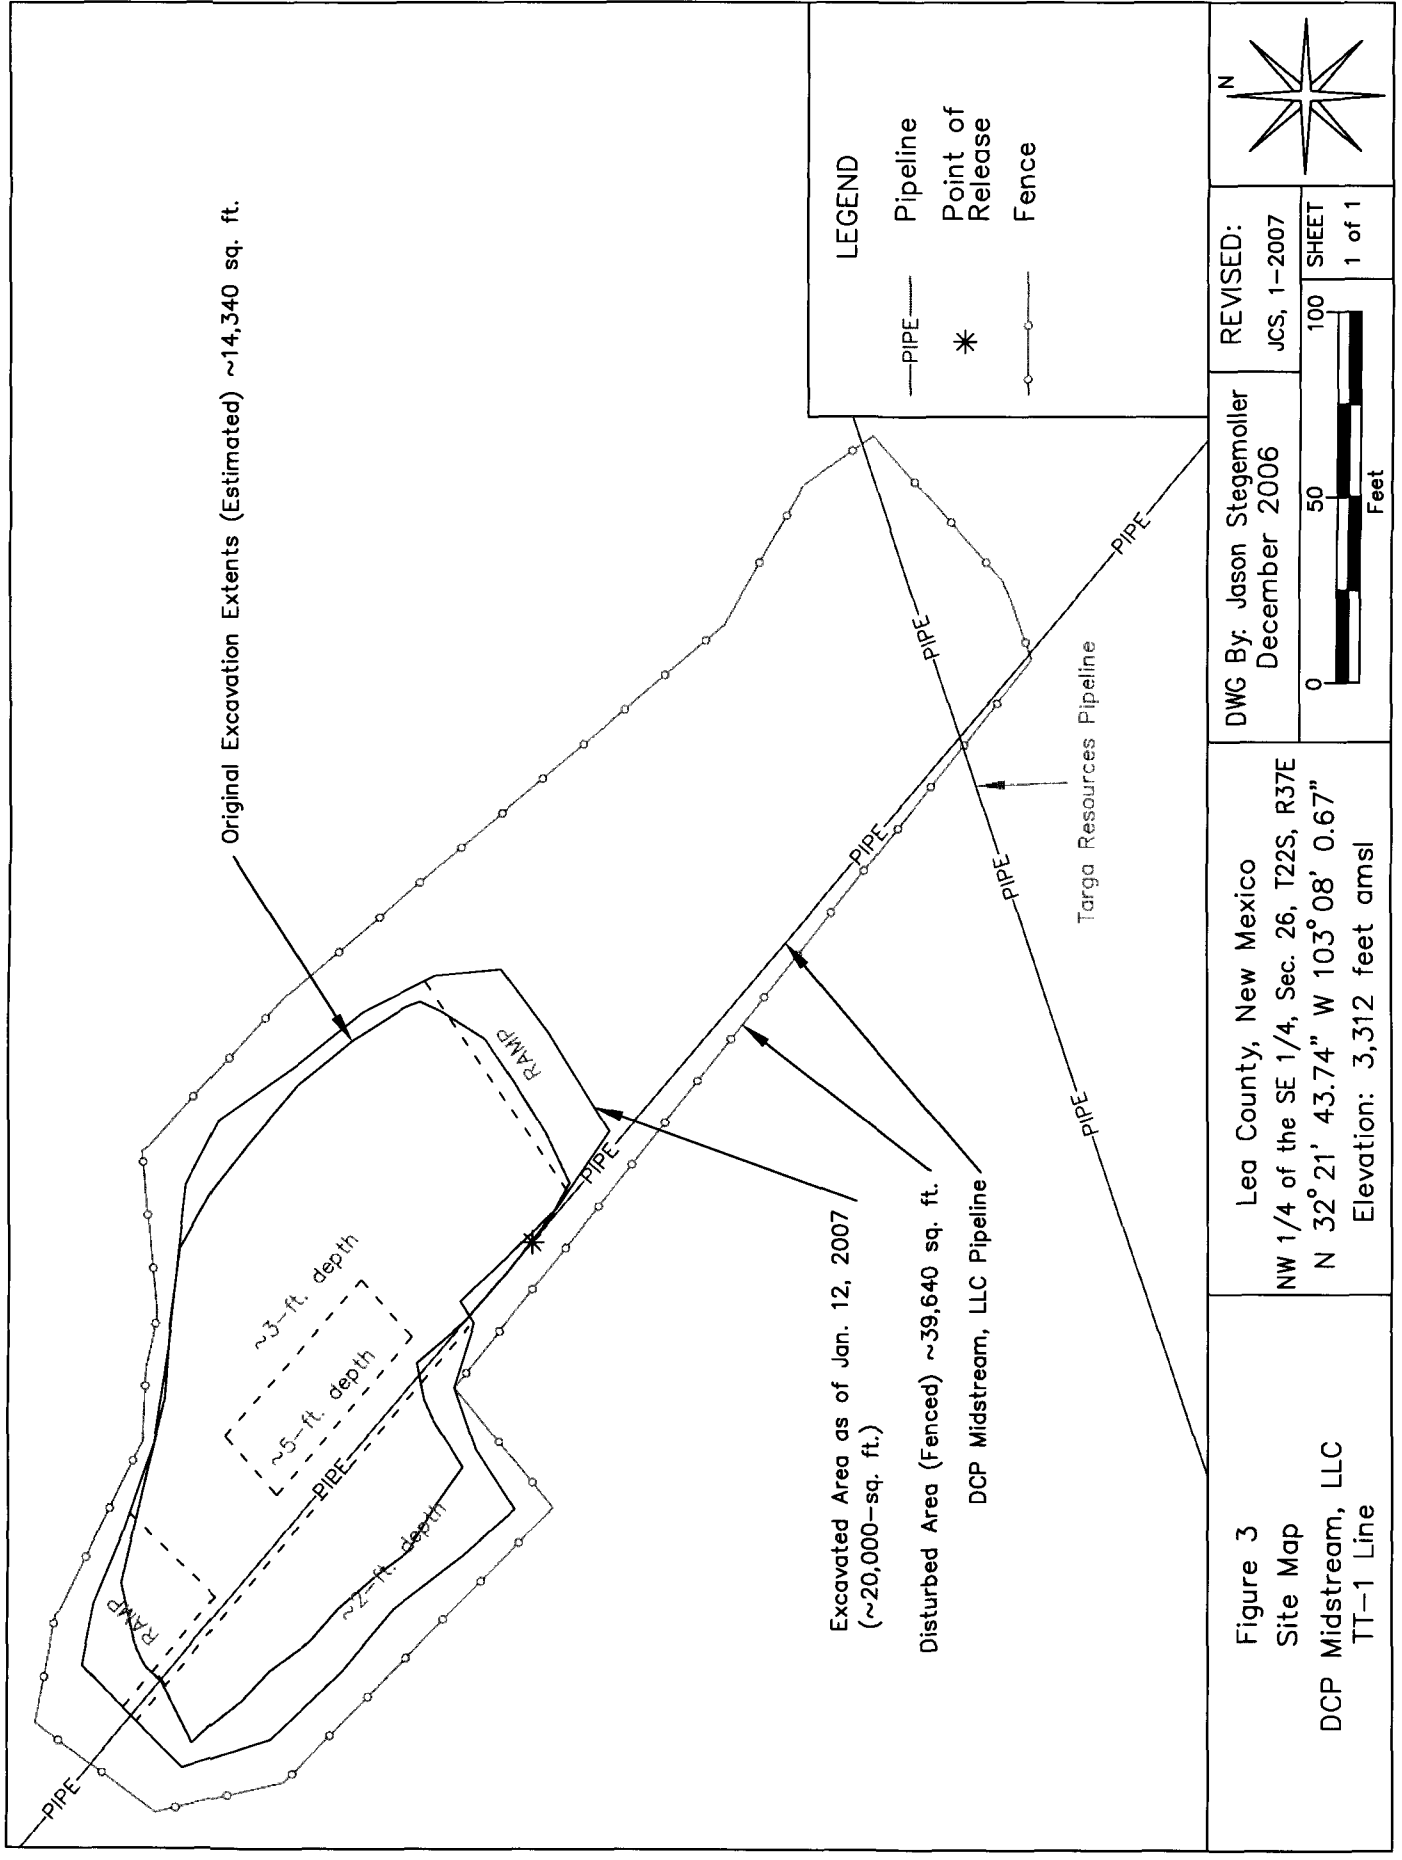 Original Excavation Extents (Estimated) ~14,340 sq. ft.
PIPE
RAMP
~2-ft. depth
PIPE
~5-ft. depth
~3-ft. depth
PIPE
RAMP
PIPE
PIPE
PIPE
PIPE
PIPE
Targa Resources Pipeline
Excavated Area as of Jan. 12, 2007
(~20,000-sq. ft.)
Disturbed Area (Fenced) ~39,640 sq. ft.
DCP Midstream, LLC Pipeline
LEGEND
PIPE Pipeline
Point of
Release
Fence
Figure 3
Site Map
DCP Midstream, LLC
TT-1 Line
Lea County, New Mexico
NW 1/4 of the SE 1/4, Sec. 26, T22S, R37E
N 32° 21' 43.74" W 103° 08' 0.67"
Elevation: 3,312 feet amsl
DWG By: Jason Stegemoller
December 2006
REVISED:
JCS, 1-2007
0 50 100
Feet
SHEET
1 of 1
N